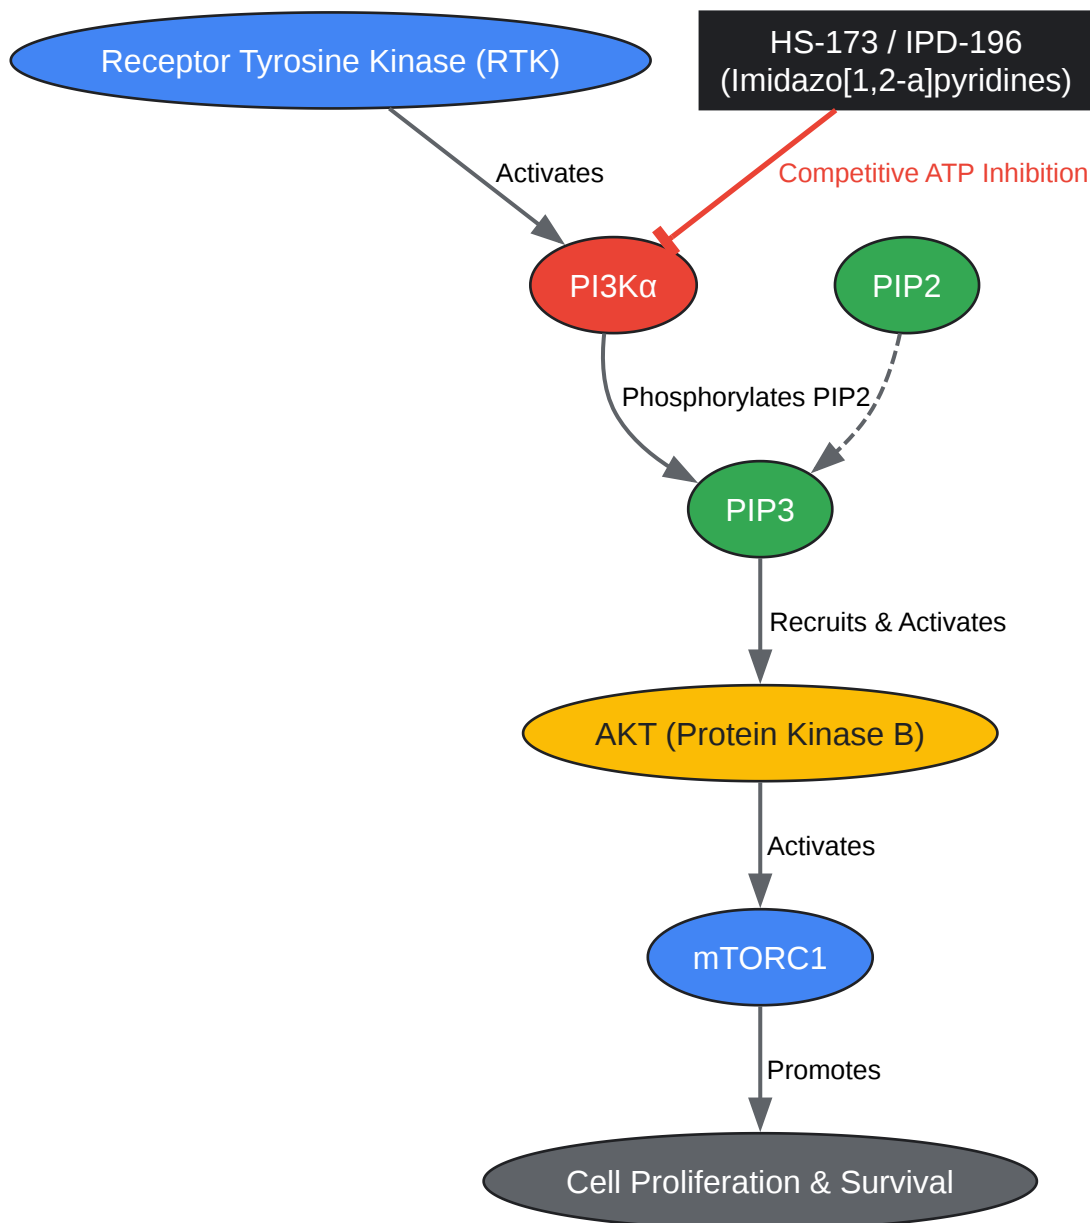 Receptor Tyrosine Kinase (RTK)
HS-173 / IPD-196
(Imidazo[1,2-a]pyridines)
Activates
Competitive ATP Inhibition
PI3Kα
PIP2
Phosphorylates PIP2
PIP3
Recruits & Activates
AKT (Protein Kinase B)
Activates
mTORC1
Promotes
Cell Proliferation & Survival